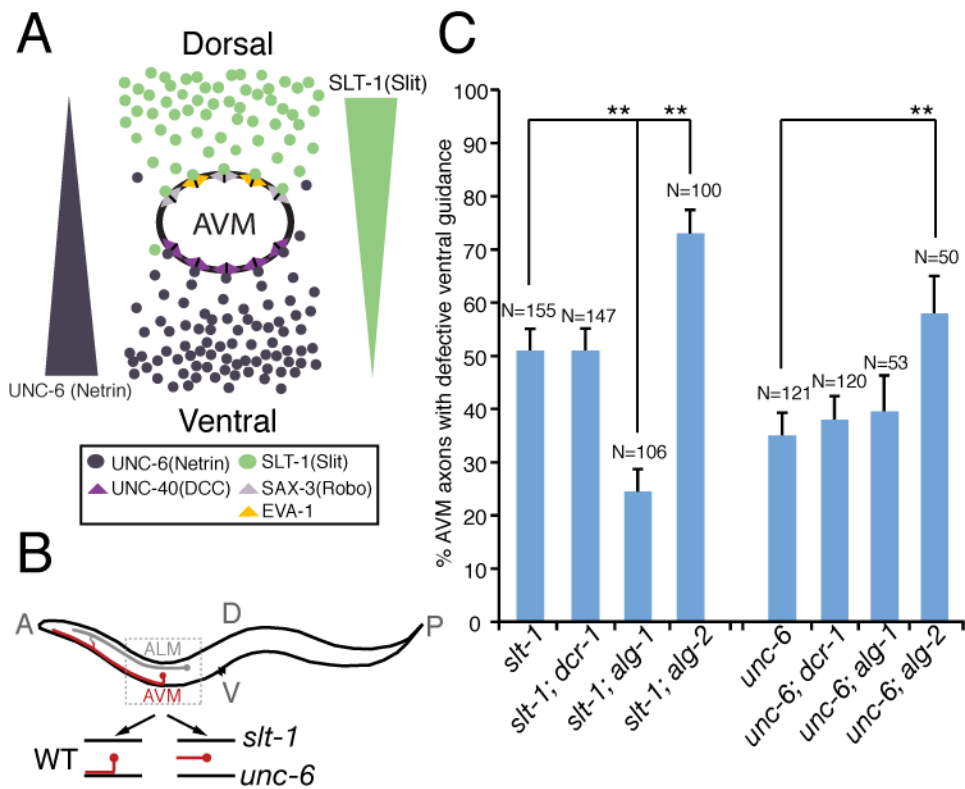 A
Dorsal
SLT-1(Slit)
AVM
UNC-6 (Netrin)
Ventral
UNC-6(Netrin)
SLT-1(Slit)
UNC-40(DCC)
SAX-3(Robo)
EVA-1
B
A
D
P
ALM
AVM
V
WT
slt-1
unc-6
C
% AVM axons with defective ventral guidance
100
90
80
70
60
50
40
30
20
10
0
**
**
**
N=155
N=147
N=106
N=100
N=121
N=120
N=53
N=50
slt-1
slt-1; dcr-1
slt-1; alg-1
slt-1; alg-2
unc-6
unc-6; dcr-1
unc-6; alg-1
unc-6; alg-2